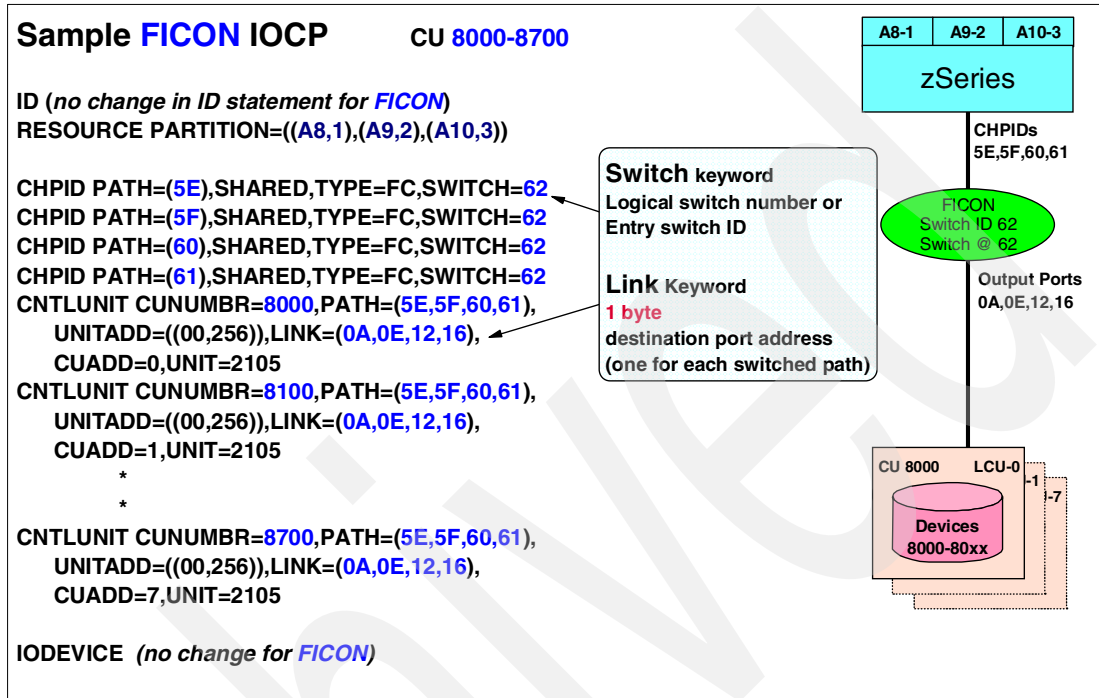 Sample FICON IOCP CU 8000-8700
ID (no change in ID statement for FICON)
RESOURCE PARTITION=((A8,1),(A9,2),(A10,3))
CHPID PATH=(5E),SHARED,TYPE=FC,SWITCH=62
CHPID PATH=(5F),SHARED,TYPE=FC,SWITCH=62
CHPID PATH=(60),SHARED,TYPE=FC,SWITCH=62
CHPID PATH=(61),SHARED,TYPE=FC,SWITCH=62
CNTLUNIT CUNUMBR=8000,PATH=(5E,5F,60,61),
UNITADD=((00,256)),LINK=(0A,0E,12,16),
CUADD=0,UNIT=2105
CNTLUNIT CUNUMBR=8100,PATH=(5E,5F,60,61),
UNITADD=((00,256)),LINK=(0A,0E,12,16),
CUADD=1,UNIT=2105
*
*
CNTLUNIT CUNUMBR=8700,PATH=(5E,5F,60,61),
UNITADD=((00,256)),LINK=(0A,0E,12,16),
CUADD=7,UNIT=2105
IODEVICE (no change for FICON)
Switch keyword
Logical switch number or
Entry switch ID
Link Keyword
1 byte
destination port address
(one for each switched path)
A8-1 A9-2 A10-3
zSeries
CHPIDs
5E,5F,60,61
FICON
Switch ID 62
Switch @ 62
Output Ports
0A,0E,12,16
CU 8000 LCU-0
-1
-7
Devices
8000-80xx